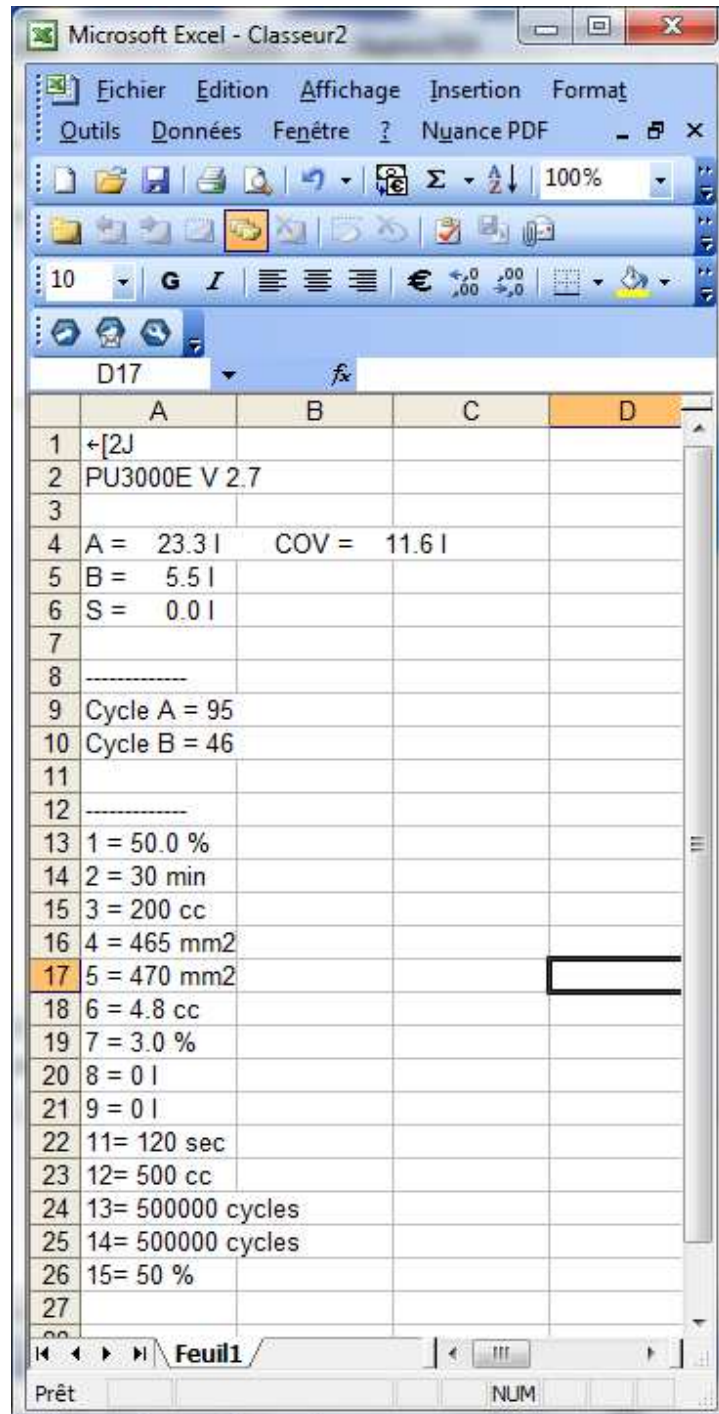 Microsoft Excel - Classeur2
Fichier Edition Affichage Insertion Format
Outils Données Fenêtre ? Nuance PDF
Σ 100%
10 G I € ,0 ,00 ,00 ,0
D17 fx
A B C D
1 ←[2J
2 PU3000E V 2.7
3
4 A = 23.3 l COV = 11.6 l
5 B = 5.5 l
6 S = 0.0 l
7
8 -------------
9 Cycle A = 95
10 Cycle B = 46
11
12 -------------
13 1 = 50.0 %
14 2 = 30 min
15 3 = 200 cc
16 4 = 465 mm2
17 5 = 470 mm2
18 6 = 4.8 cc
19 7 = 3.0 %
20 8 = 0 l
21 9 = 0 l
22 11= 120 sec
23 12= 500 cc
24 13= 500000 cycles
25 14= 500000 cycles
26 15= 50 %
27
Feuil1
Prêt NUM